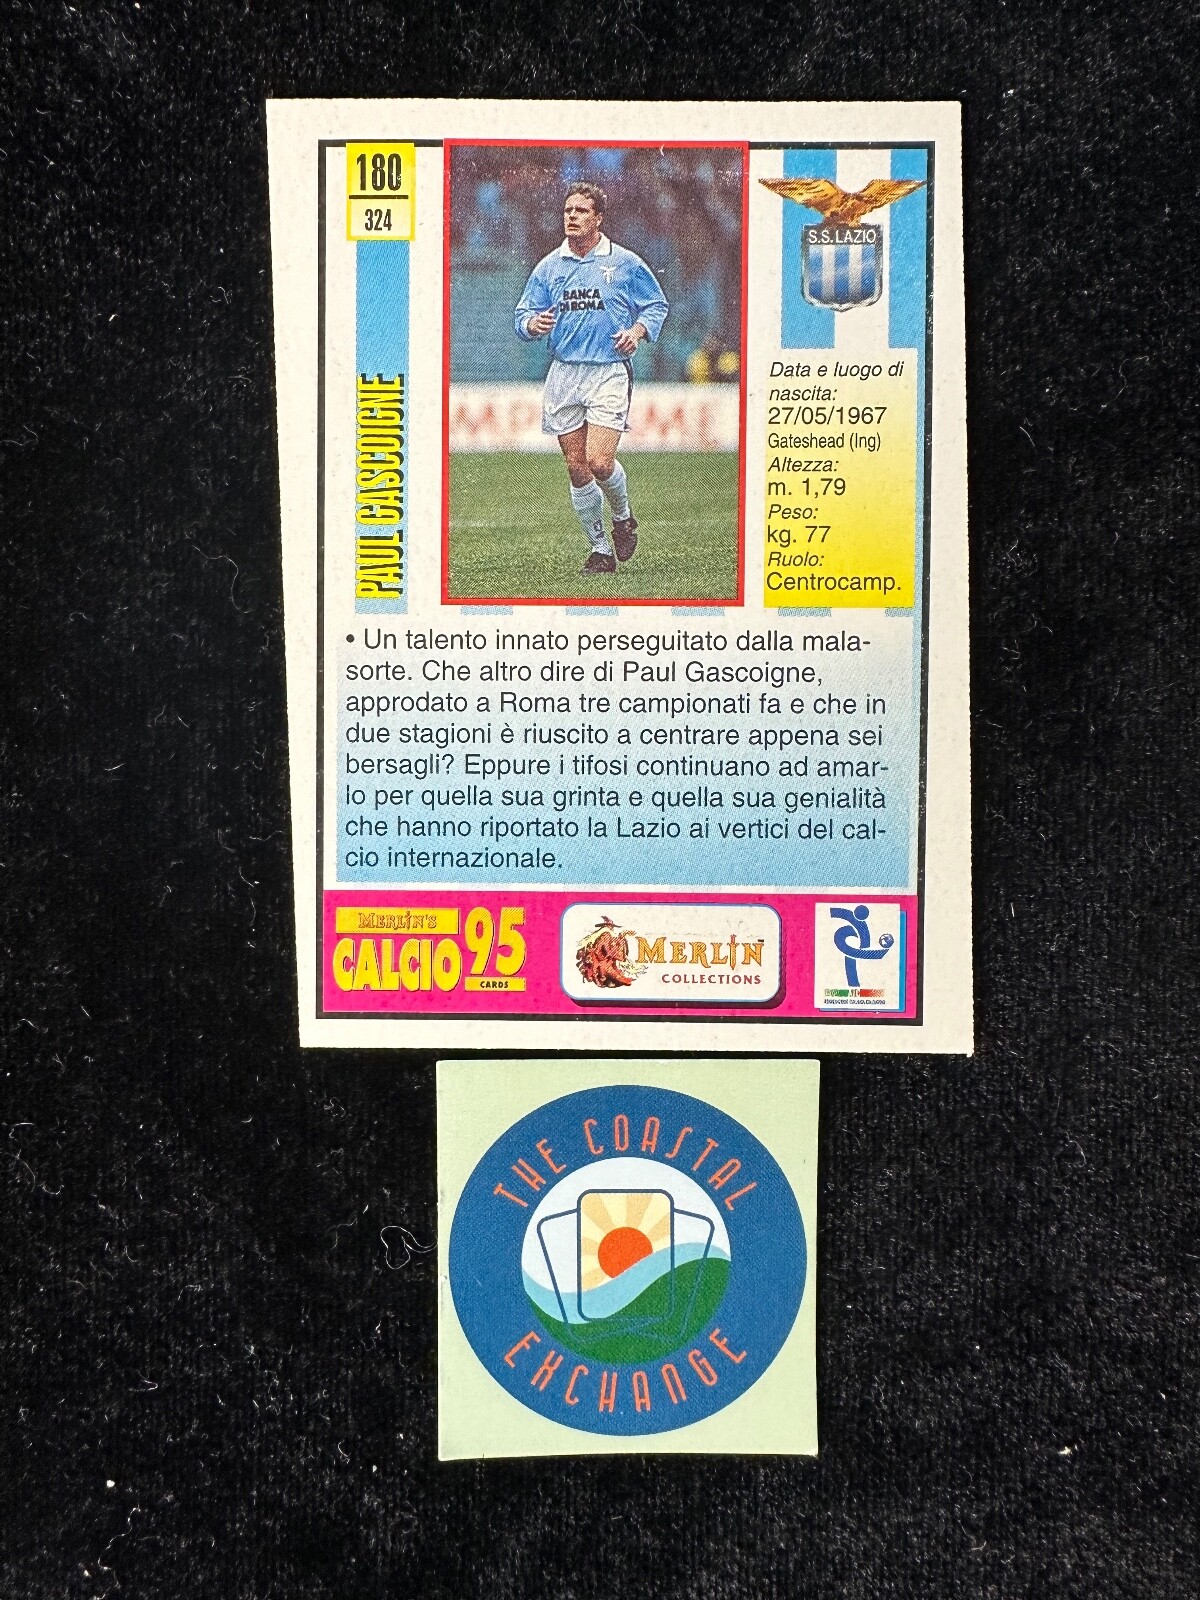 180
324
PAUL GASCOIGNE
BANCA
DI ROMA
S.S. LAZIO
Data e luogo di
nascita:
27/05/1967
Gateshead (Ing)
Altezza:
m. 1,79
Peso:
kg. 77
Ruolo:
Centrocamp.
• Un talento innato perseguitato dalla mala-
sorte. Che altro dire di Paul Gascoigne,
approdato a Roma tre campionati fa e che in
due stagioni è riuscito a centrare appena sei
bersagli? Eppure i tifosi continuano ad amar-
lo per quella sua grinta e quella sua genialità
che hanno riportato la Lazio ai vertici del cal-
cio internazionale.
MERLIN'S
CALCIO 95
CARDS
MERLIN™
COLLECTIONS
THE COASTAL
EXCHANGE